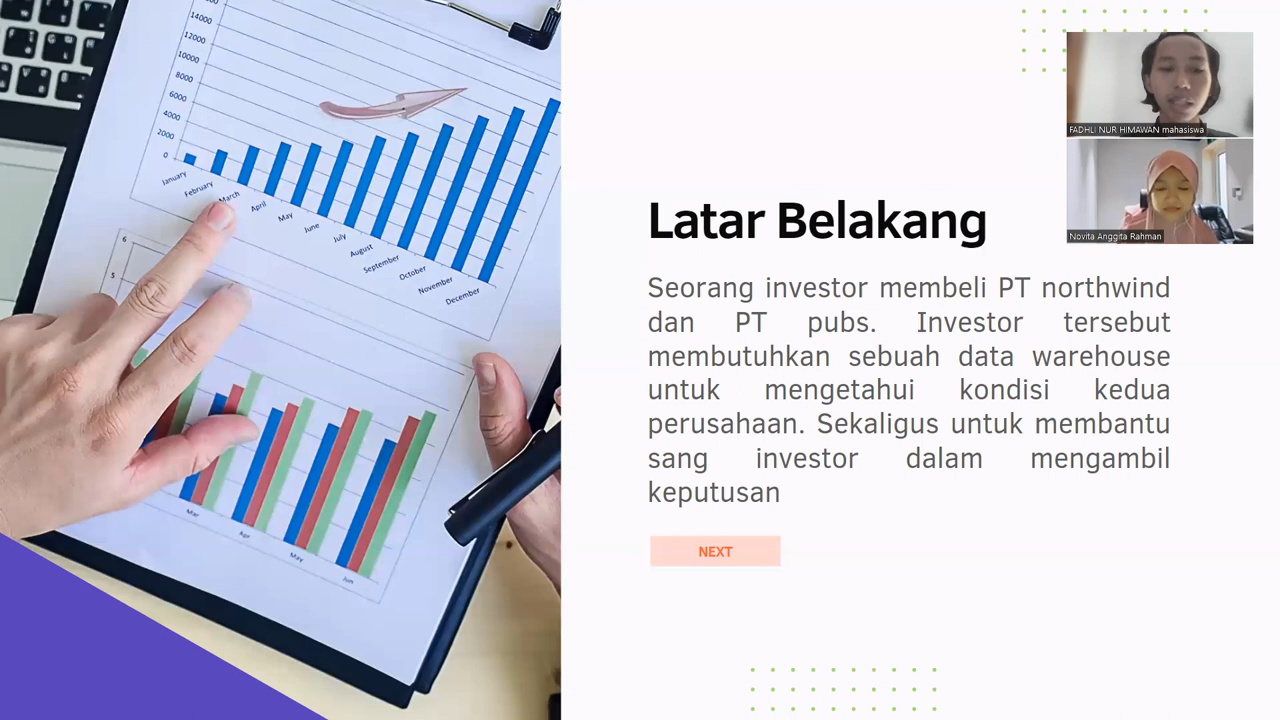 14000
12000
10000
8000
6000
4000
2000
0
January
February
March
April
May
June
July
August
September
October
November
December
6
5
Mar
Apr
May
Jun
FADHLI NUR HIMAWAN mahasiswa
Novita Anggita Rahman
Latar Belakang
Seorang investor membeli PT northwind
dan PT pubs. Investor tersebut
membutuhkan sebuah data warehouse
untuk mengetahui kondisi kedua
perusahaan. Sekaligus untuk membantu
sang investor dalam mengambil
keputusan
NEXT